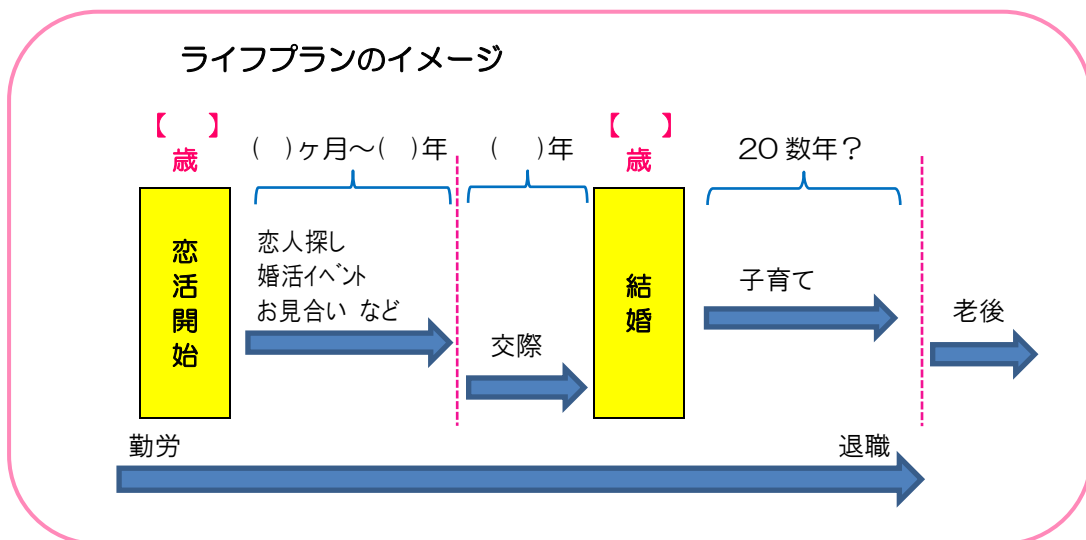 ライフプランのイメージ
【　】
歳
(　)ヶ月～(　)年
(　)年
【　】
歳
20数年？
恋活開始
恋人探し
婚活イベント
お見合い など
交際
結婚
子育て
老後
勤労
退職